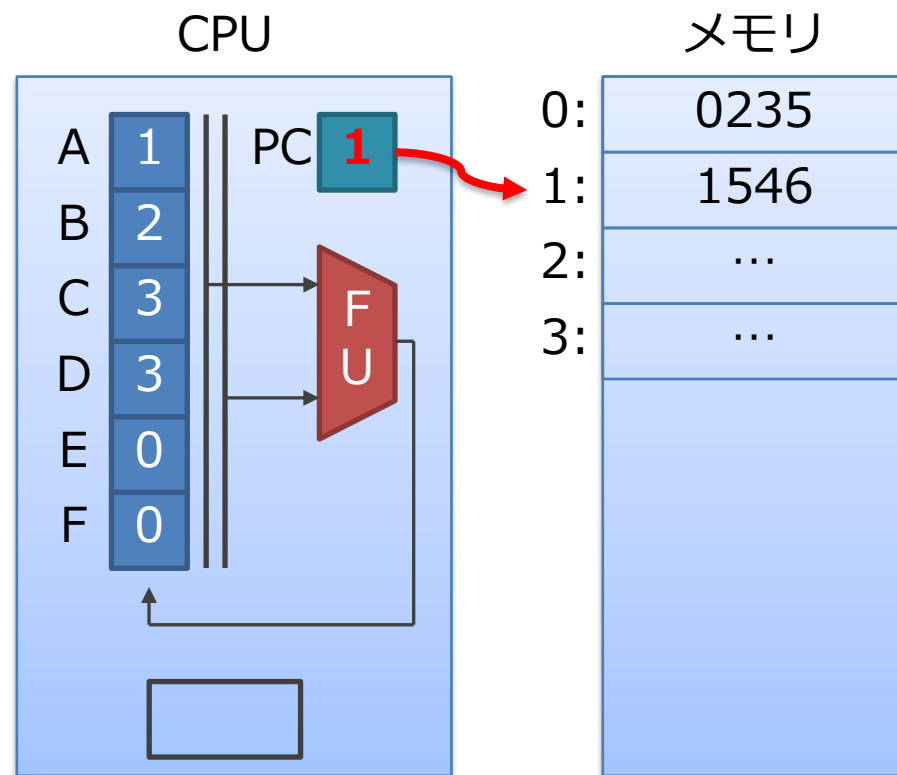 CPU
メモリ
A 1
B 2
C 3
D 3
E 0
F 0
PC 1
F
U
0: 0235
1: 1546
2: …
3: …